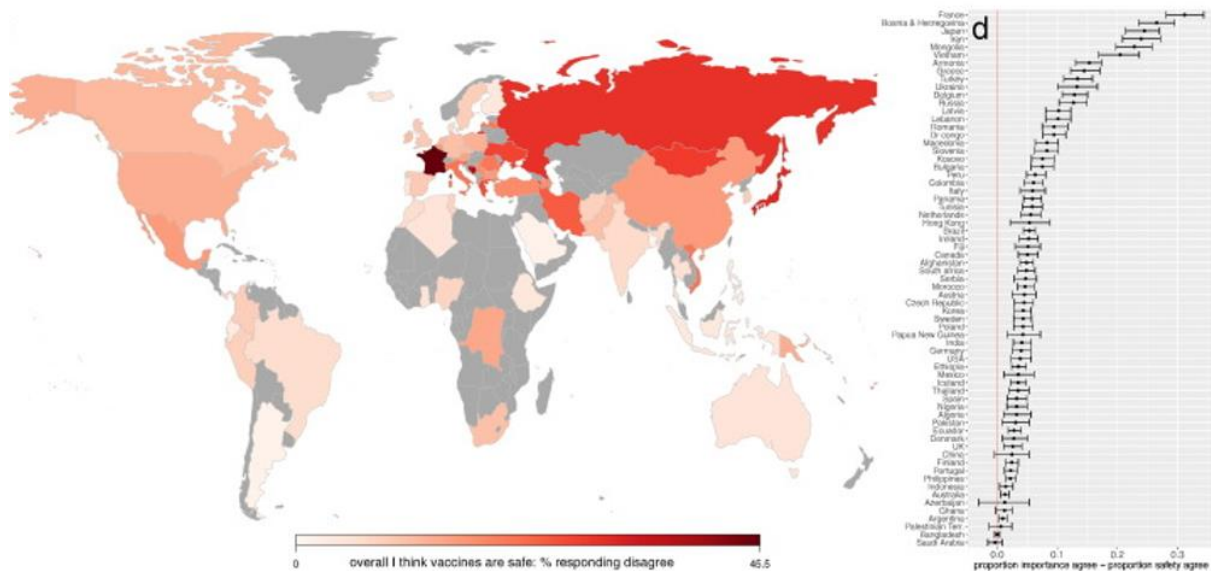 d
France
Bosnia & Herzegovina
Japan
Iran
Mongolia
Vietnam
Armenia
Greece
Turkey
Ukraine
Belgium
Russia
Latvia
Lebanon
Romania
Dr congo
Macedonia
Slovenia
Kosovo
Bulgaria
Peru
Colombia
Italy
Panama
Tunisia
Netherlands
Hong Kong
Brazil
Ireland
Fiji
Canada
Afghanistan
South africa
Serbia
Morocco
Austria
Czech Republic
Korea
Sweden
Poland
Papua New Guinea
India
Germany
USA
Ethiopia
Mexico
Iceland
Thailand
Spain
Nigeria
Algeria
Pakistan
Ecuador
Denmark
UK
China
Finland
Portugal
Philippines
Indonesia
Australia
Azerbaijan
Ghana
Argentina
Palestinian Terr.
Bangladesh
Saudi Arabia
0.0 0.1 0.2 0.3
proportion importance agree - proportion safety agree
0 overall I think vaccines are safe: % responding disagree 45.5